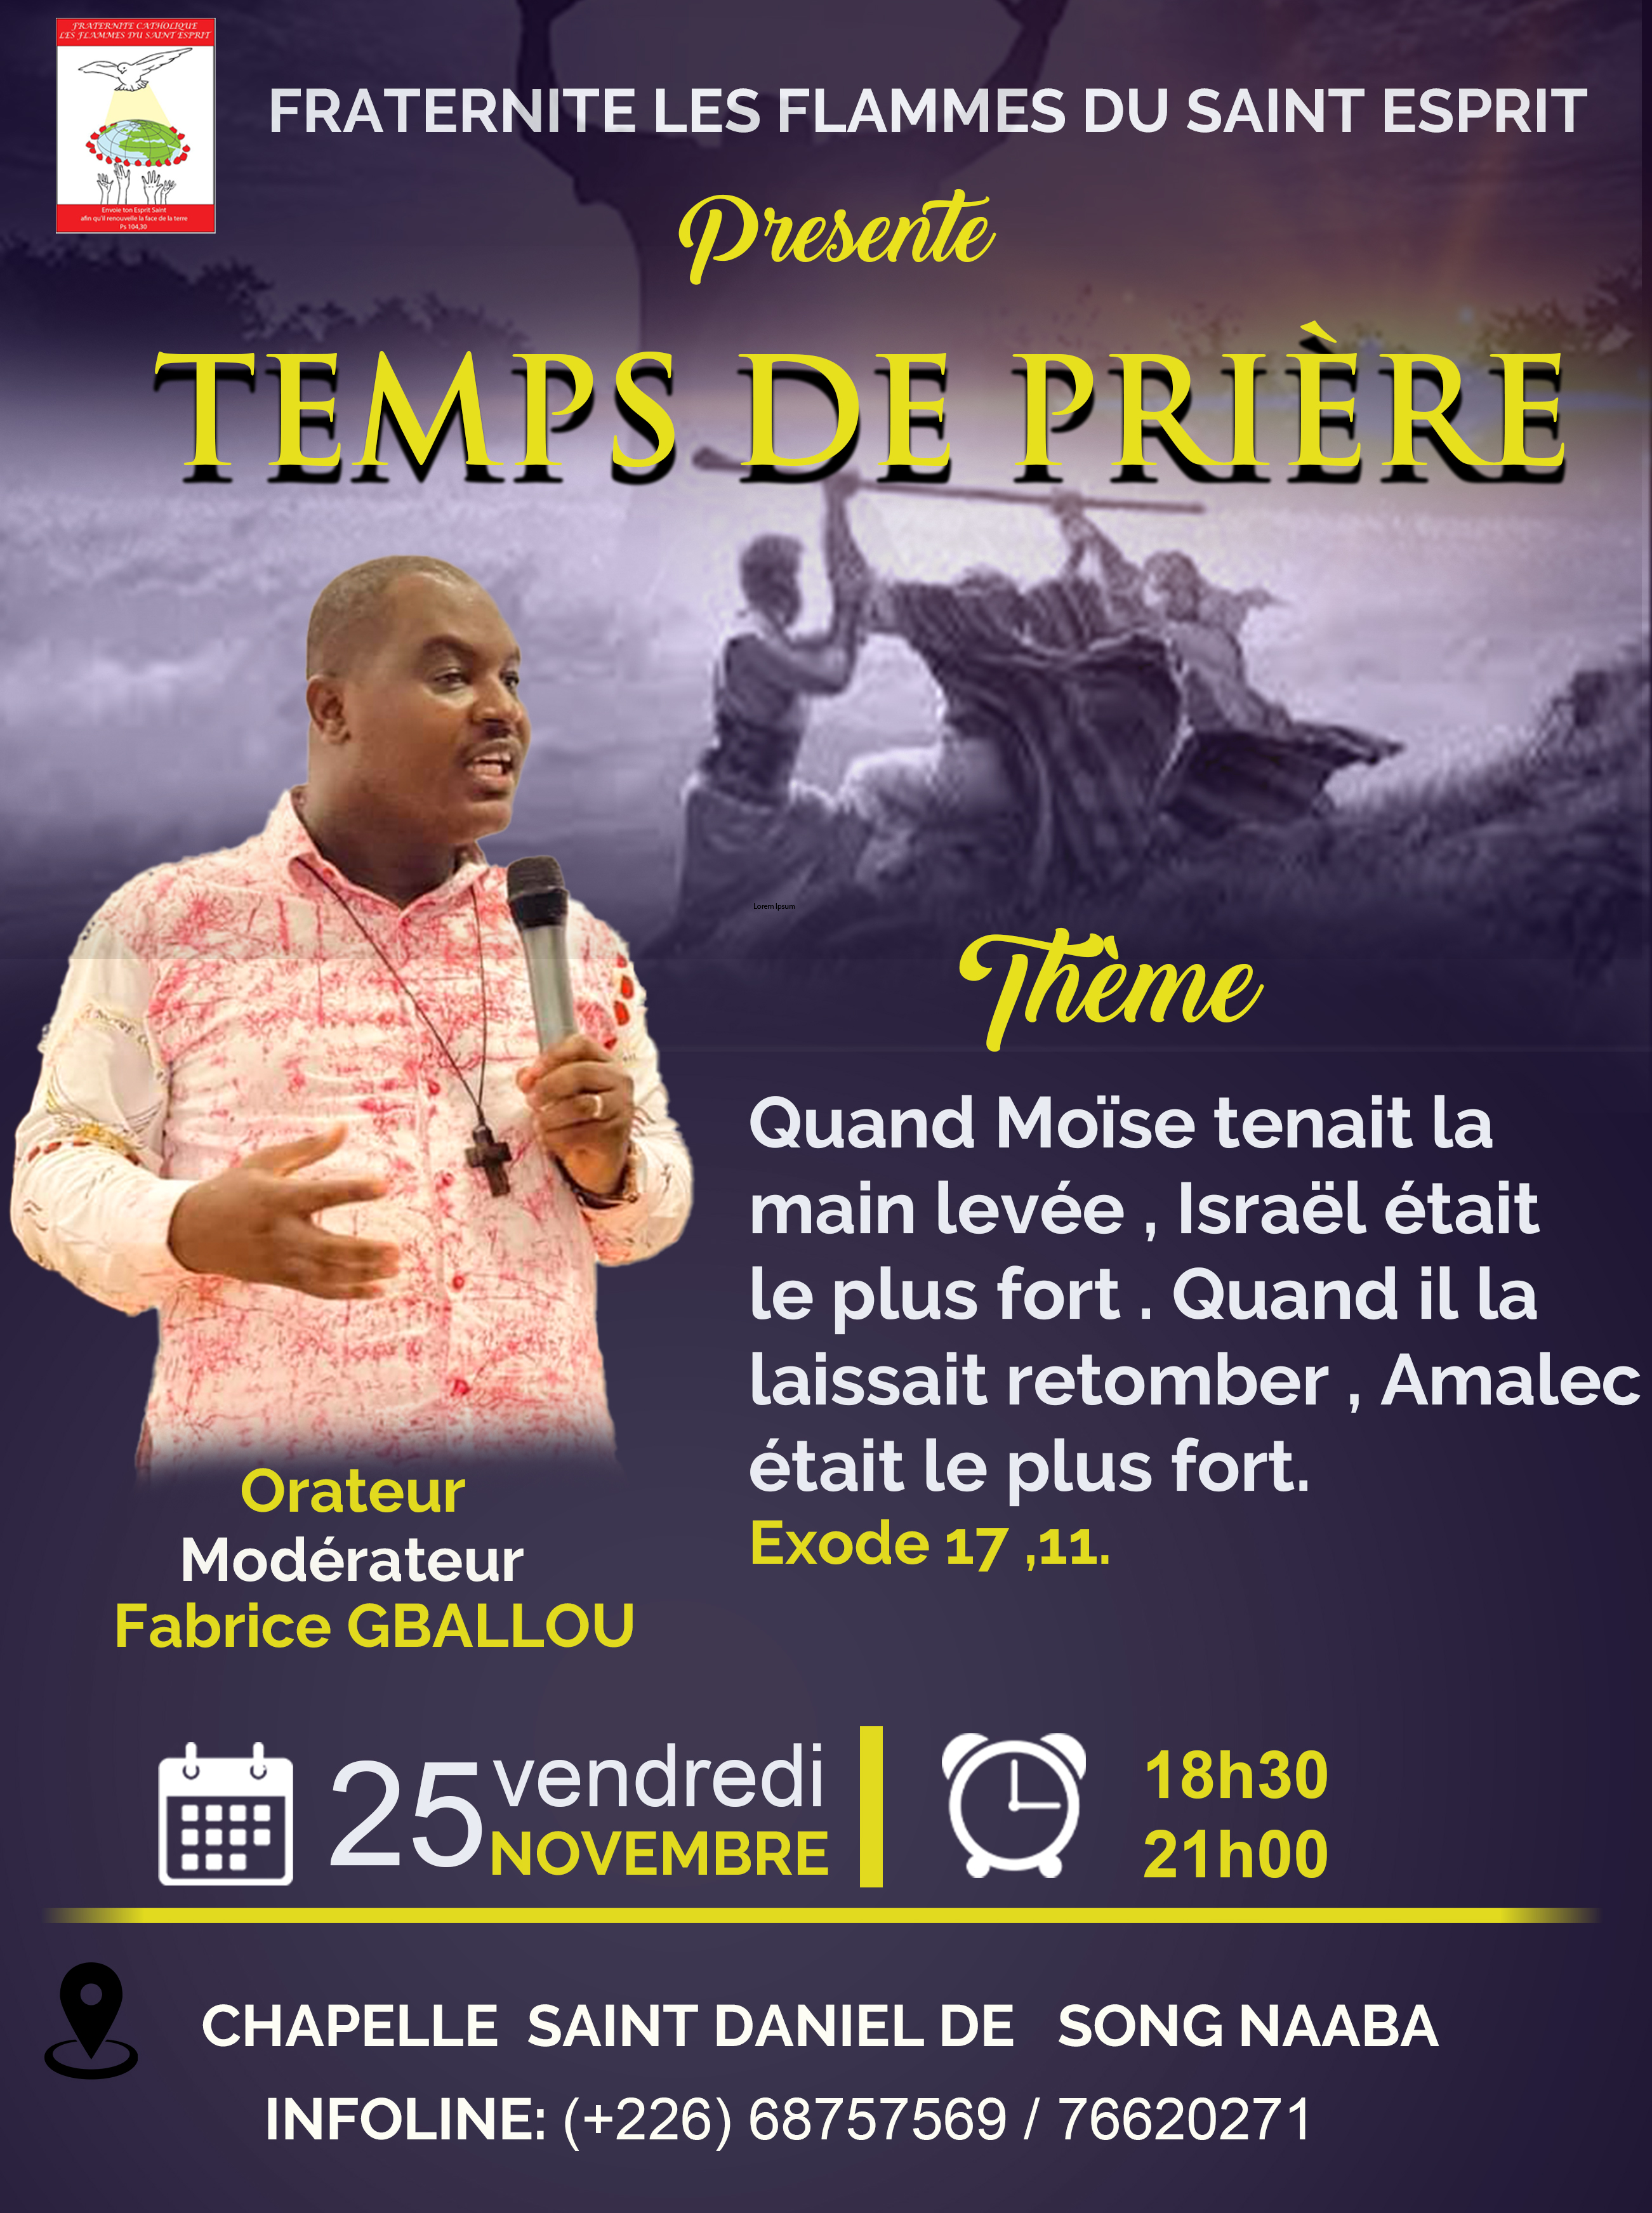 FRATERNITE CATHOLIQUE
LES FLAMMES DU SAINT ESPRIT
Envoie ton Esprit Saint
afin qu'il renouvelle la face de la terre
Ps 104,30
FRATERNITE LES FLAMMES DU SAINT ESPRIT
Presente
TEMPS DE PRIÈRE
Lorem Ipsum
Thème
Quand Moïse tenait la
main levée , Israël était
le plus fort . Quand il la
laissait retomber , Amalec
était le plus fort.
Exode 17 ,11.
Orateur
Modérateur
Fabrice GBALLOU
25 vendredi
NOVEMBRE
18h30
21h00
CHAPELLE SAINT DANIEL DE SONG NAABA
INFOLINE: (+226) 68757569 / 76620271